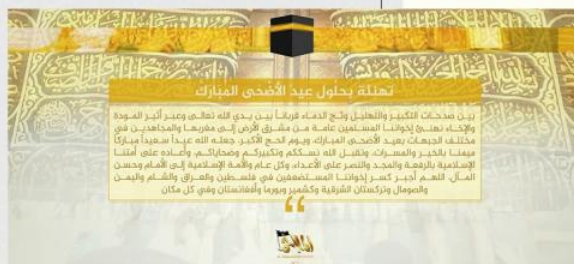 تهنئة بحلول عيد الأضحى المبارك
بين صدحات التكبير والتهليل وثج الدماء قرباناً بين يدي الله تعالى وعبر أثير المودة
والإخاء نهنئ إخواننا المسلمين عامة من مشرق الأرض إلى مغربها والمجاهدين في
مختلف الجبهات بعيد الأضحى المبارك، ويوم الحج الأكبر، جعله الله عيداً سعيداً مباركاً
مفعماً بالخير والمسرات، وتقبل الله نسككم وتكبيركم وضحاياكم، وأعاده على أمتنا
الإسلامية بالرفعة والمجد والنصر على الأعداء، وكل عام والأمة الإسلامية إلى الأمام وحسن
المآل، اللهم أجبر كسر إخواننا المستضعفين في فلسطين والعراق والشام واليمن
والصومال وتركستان الشرقية وكشمير وبورما وأفغانستان وفي كل مكان